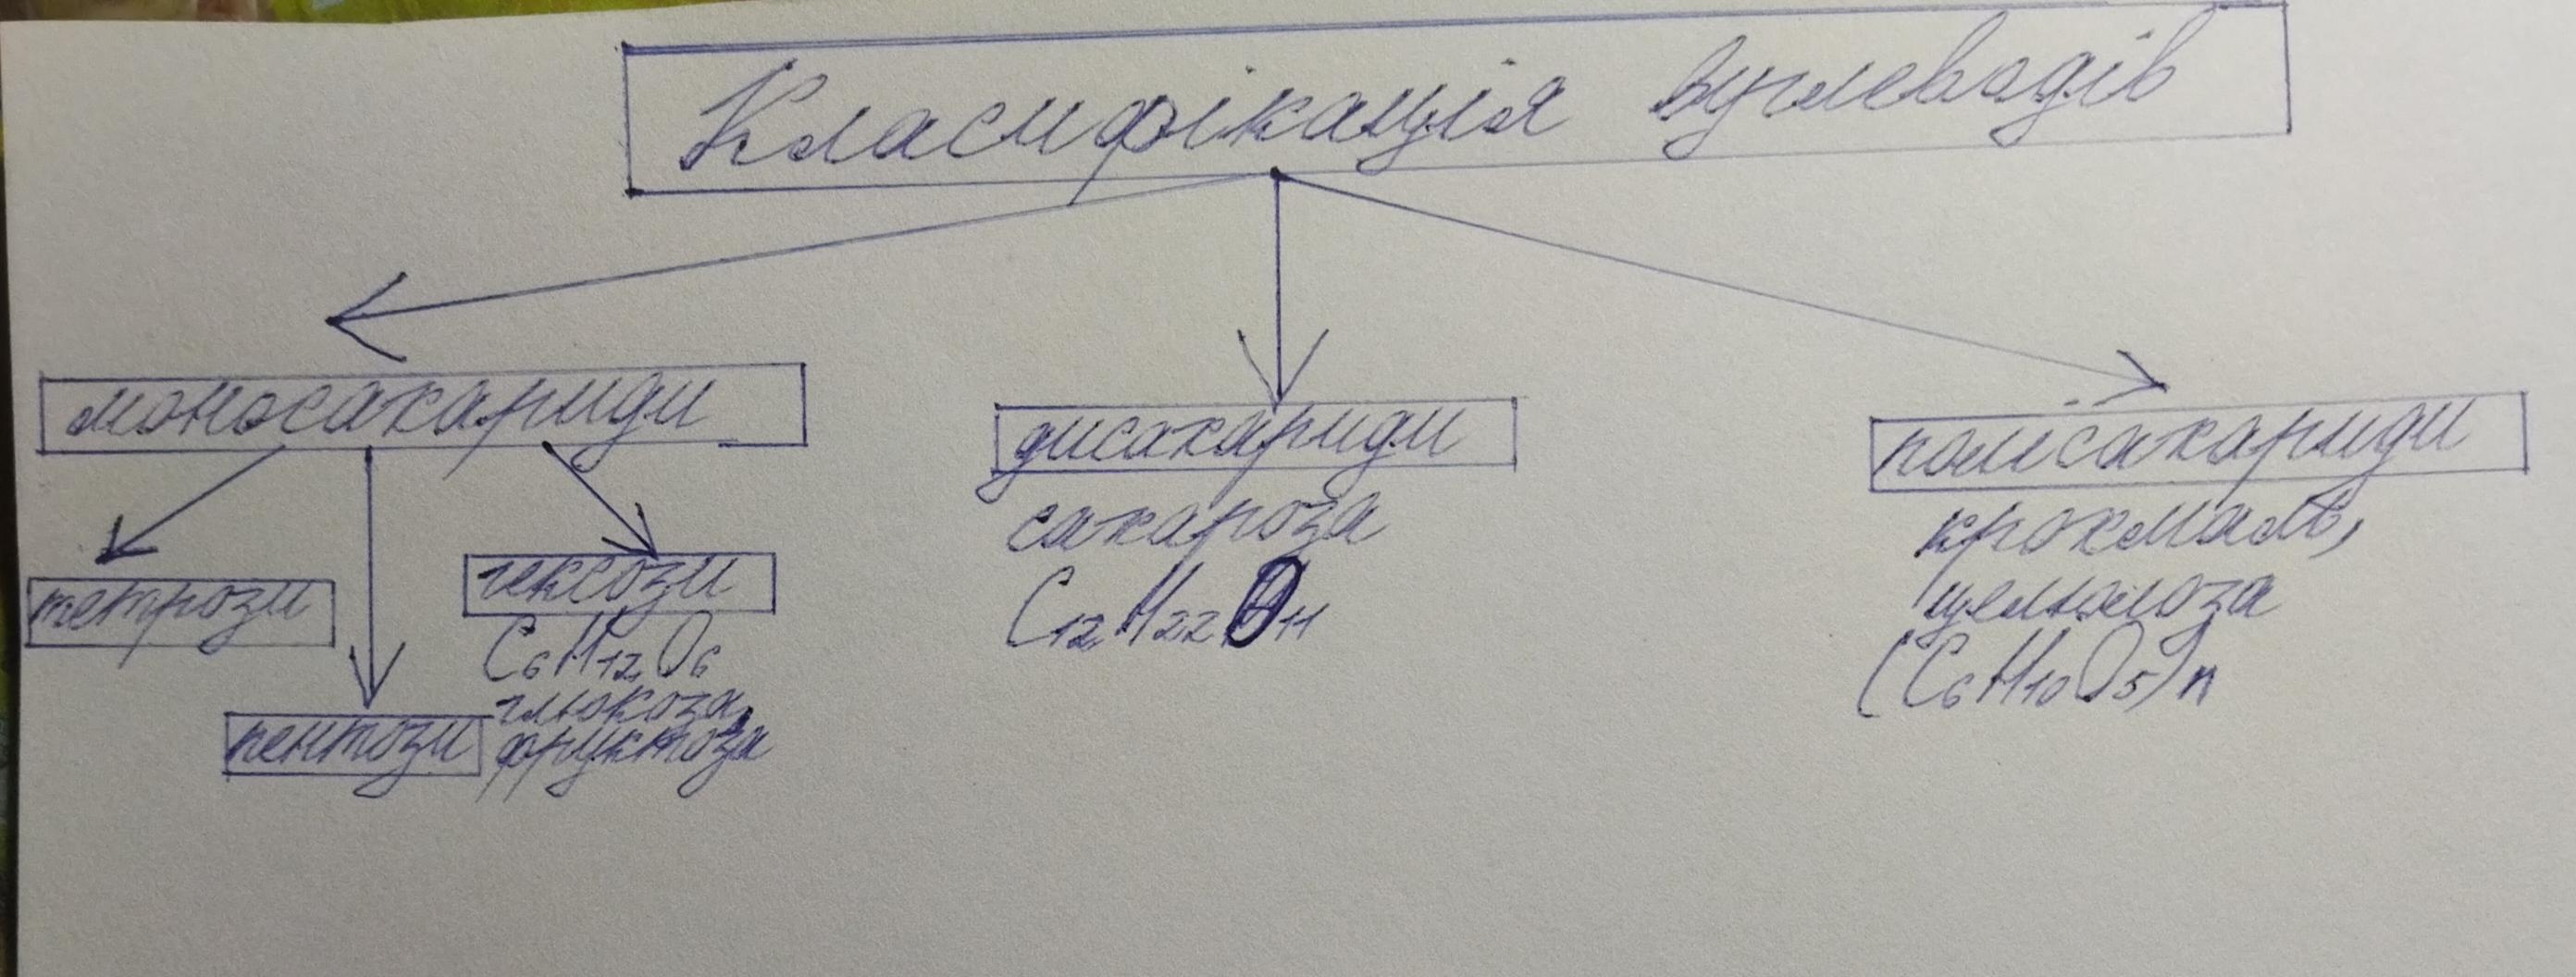 Класифікація вуглеводів
моносахариди
дисахариди
полісахариди
тетрози
пентози
гексози
C₆H₁₂O₆
глюкоза,
фруктоза
сахароза
C₁₂H₂₂O₁₁
крохмаль,
целюлоза
(C₆H₁₀O₅)n